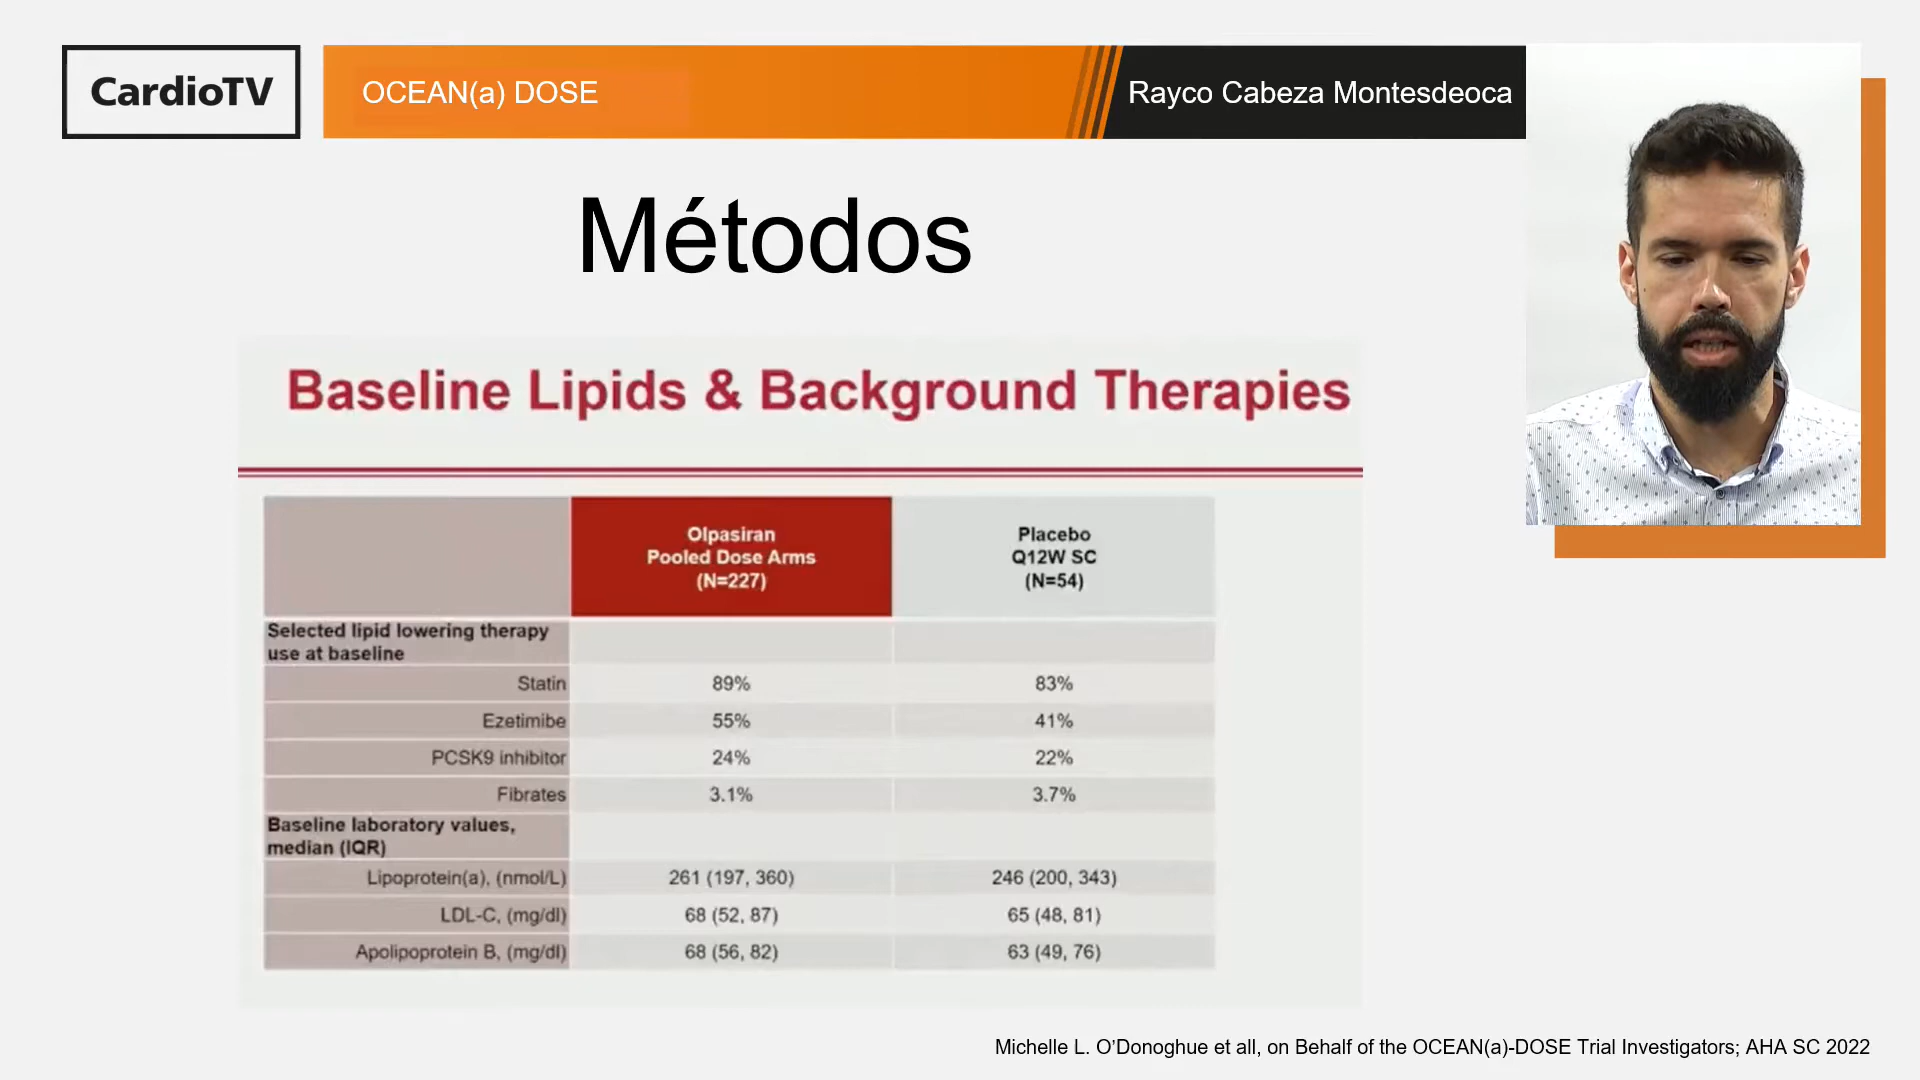 CardioTV
OCEAN(a) DOSE
Rayco Cabeza Montesdeoca
Métodos
Baseline Lipids & Background Therapies
Olpasiran
Pooled Dose Arms
(N=227)
Placebo
Q12W SC
(N=54)
Selected lipid lowering therapy
use at baseline
Statin 89% 83%
Ezetimibe 55% 41%
PCSK9 inhibitor 24% 22%
Fibrates 3.1% 3.7%
Baseline laboratory values,
median (IQR)
Lipoprotein(a), (nmol/L) 261 (197, 360) 246 (200, 343)
LDL-C, (mg/dl) 68 (52, 87) 65 (48, 81)
Apolipoprotein B, (mg/dl) 68 (56, 82) 63 (49, 76)
Michelle L. O’Donoghue et all, on Behalf of the OCEAN(a)-DOSE Trial Investigators; AHA SC 2022